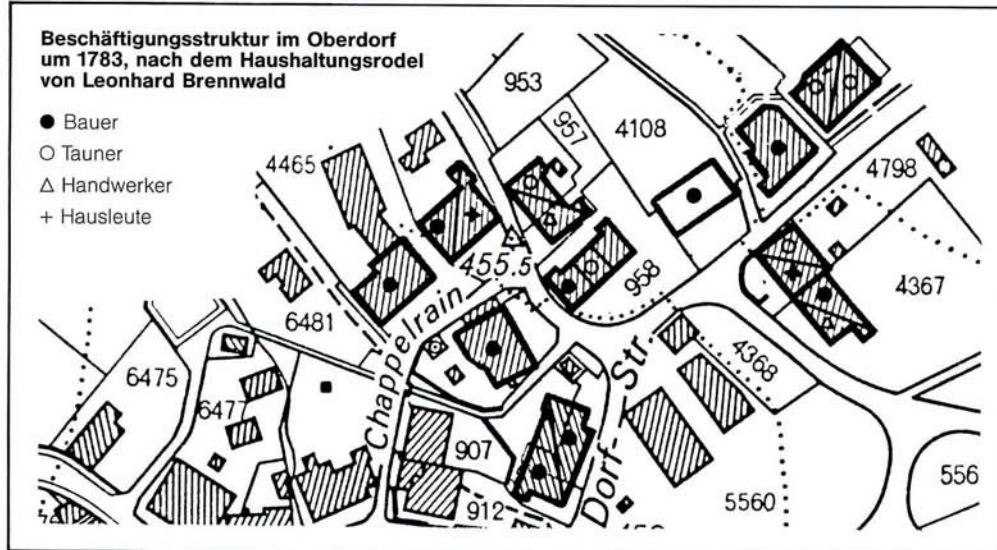 Beschäftigungsstruktur im Oberdorf
um 1783, nach dem Haushaltungsrodel
von Leonhard Brennwald
● Bauer
○ Tauner
△ Handwerker
+ Hausleute
953
957
4108
4465
4798
455.5
958
4367
6481
Chappelrain
6475
4368
6477
Dorf-Str.
907
912
5560
556